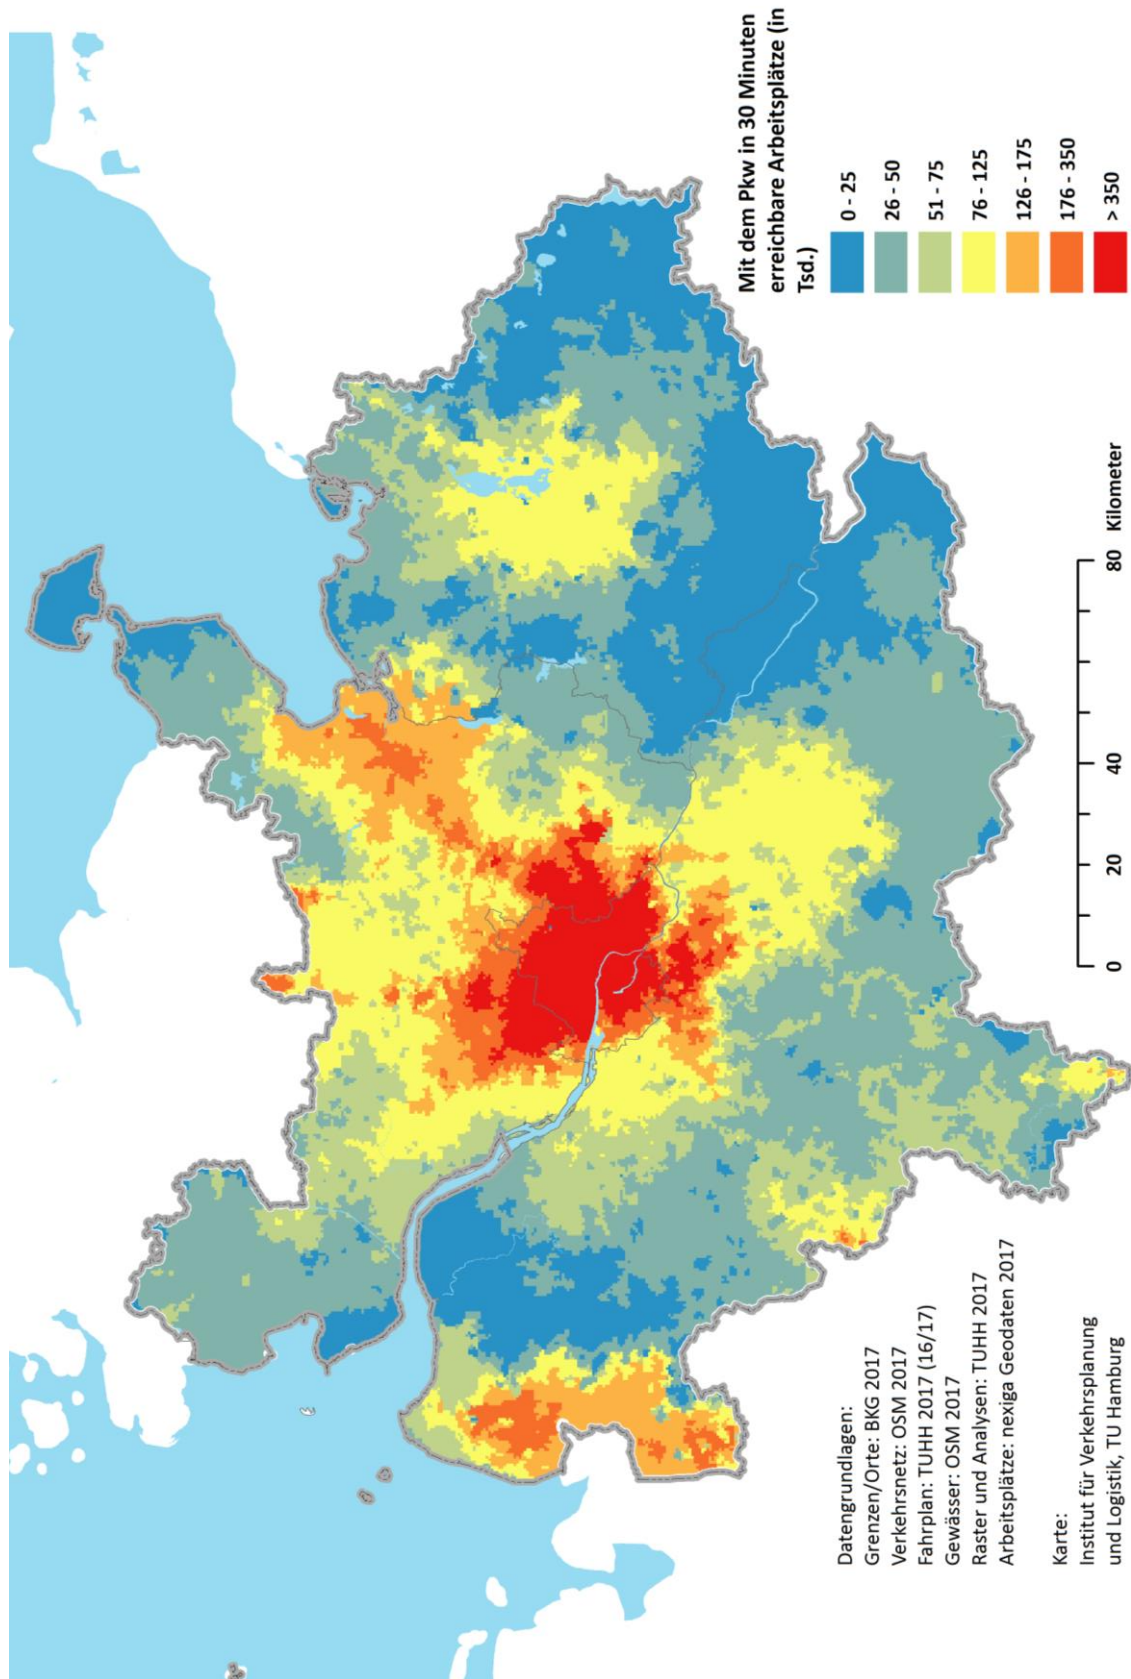 Mit dem Pkw in 30 Minuten
erreichbare Arbeitsplätze (in
Tsd.)
0 - 25
26 - 50
51 - 75
76 - 125
126 - 175
176 - 350
> 350
0 20 40 80 Kilometer
Datengrundlagen:
Grenzen/Orte: BKG 2017
Verkehrsnetz: OSM 2017
Fahrplan: TUHH 2017 (16/17)
Gewässer: OSM 2017
Raster und Analysen: TUHH 2017
Arbeitsplätze: nexiga Geodaten 2017
Karte:
Institut für Verkehrsplanung
und Logistik, TU Hamburg